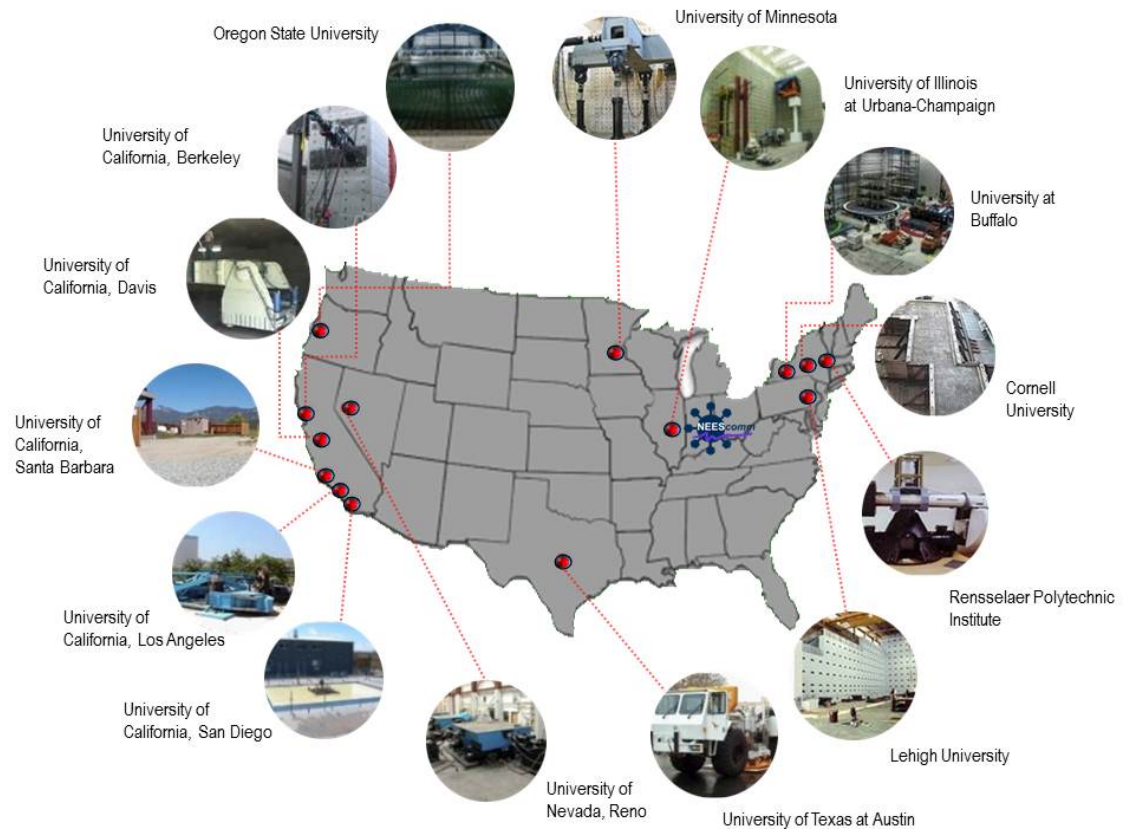 Oregon State University
University of Minnesota
University of Illinois
at Urbana-Champaign
University of
California, Berkeley
University at
Buffalo
University of
California, Davis
Cornell
University
University of
California,
Santa Barbara
NEEScomm
Rensselaer Polytechnic
Institute
University of
California, Los Angeles
University of
California, San Diego
Lehigh University
University of
Nevada, Reno
University of Texas at Austin